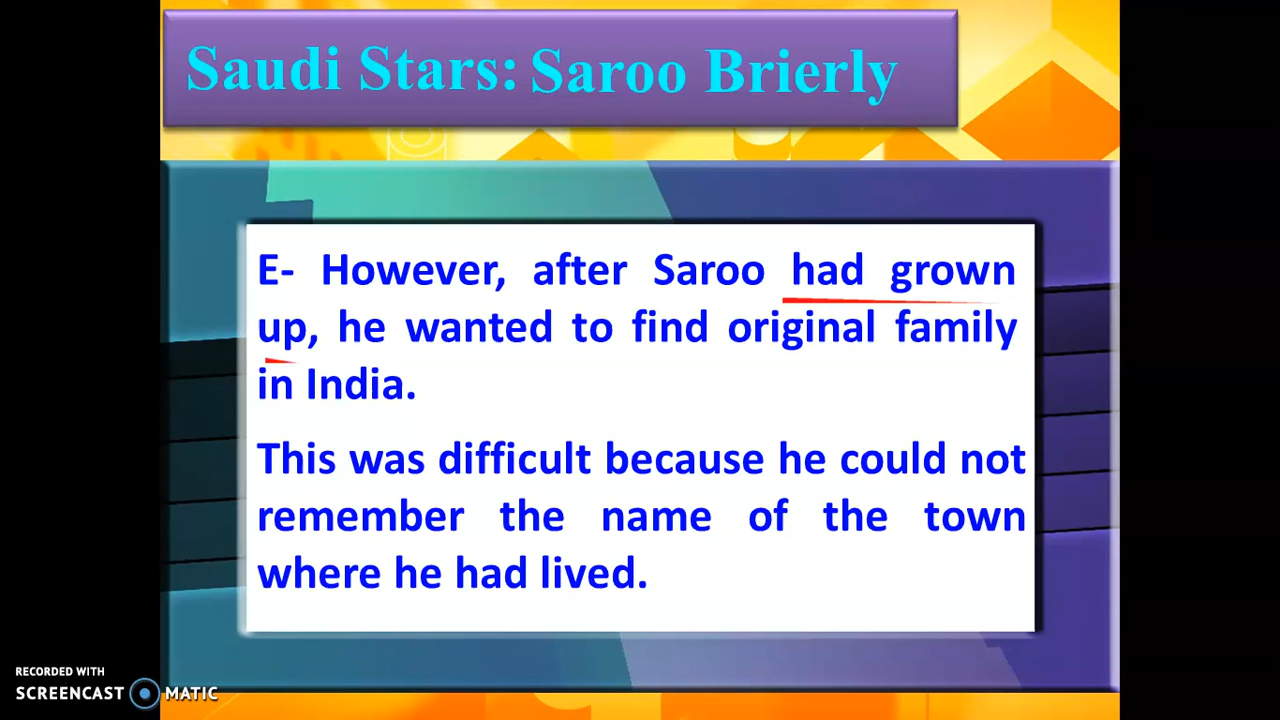 Saudi Stars: Saroo Brierly
E- However, after Saroo had grown
up, he wanted to find original family
in India.
This was difficult because he could not
remember the name of the town
where he had lived.
RECORDED WITH
SCREENCAST MATIC